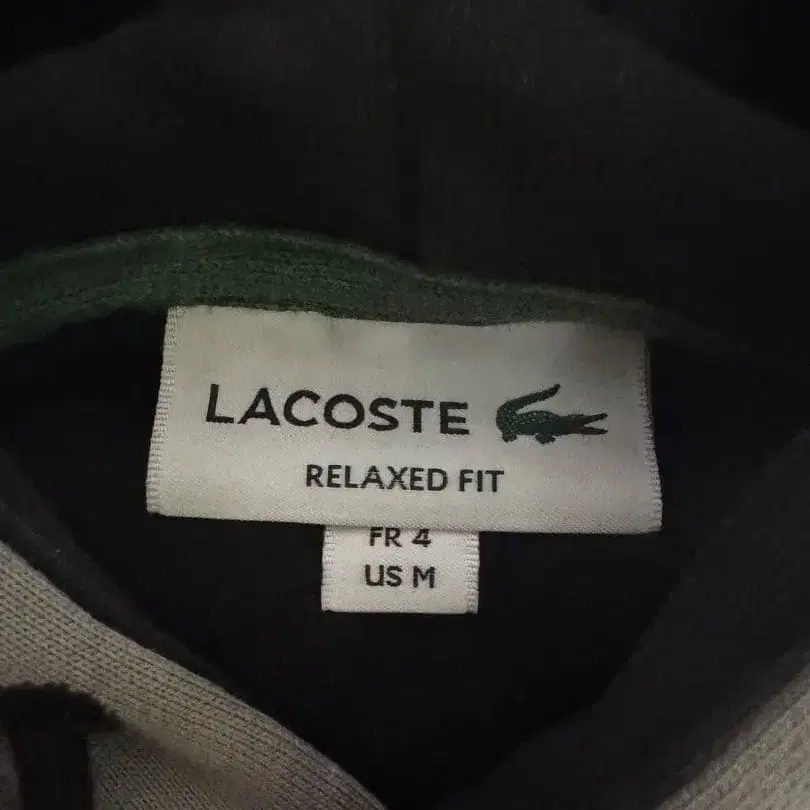 LACOSTE
RELAXED FIT
FR 4
US M